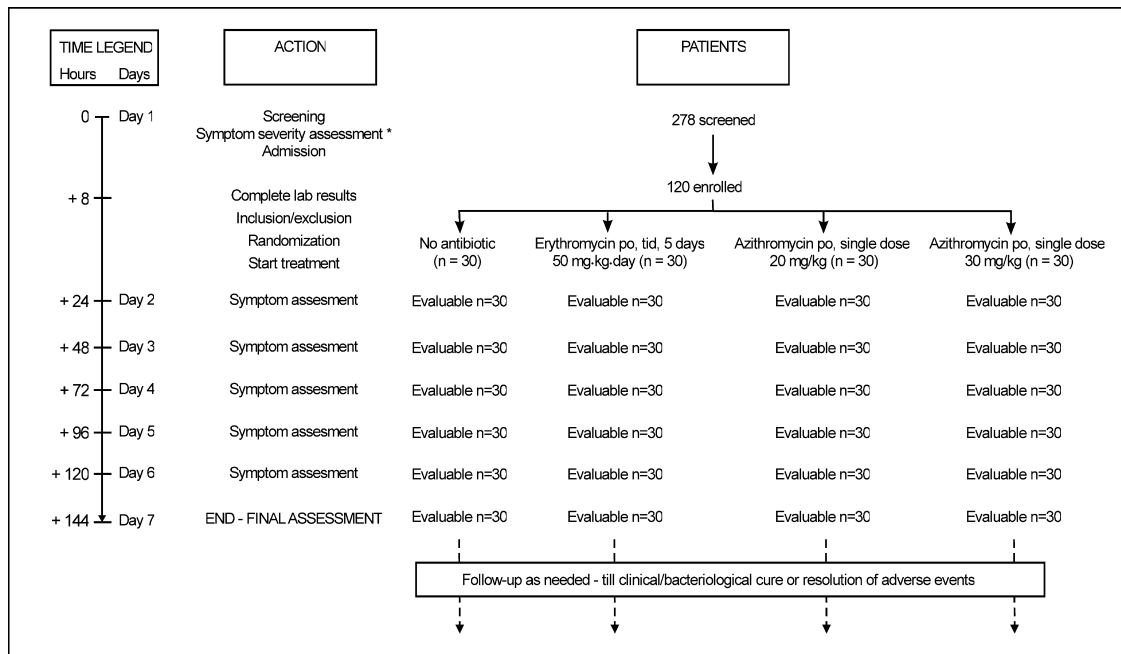 TIME LEGEND
Hours Days
ACTION
PATIENTS
0 Day 1
Screening
Symptom severity assessment *
Admission
278 screened
120 enrolled
+ 8
Complete lab results
Inclusion/exclusion
Randomization
Start treatment
No antibiotic
(n = 30)
Erythromycin po, tid, 5 days
50 mg.kg.day (n = 30)
Azithromycin po, single dose
20 mg/kg (n = 30)
Azithromycin po, single dose
30 mg/kg (n = 30)
+ 24 Day 2 Symptom assesment Evaluable n=30 Evaluable n=30 Evaluable n=30 Evaluable n=30
+ 48 Day 3 Symptom assesment Evaluable n=30 Evaluable n=30 Evaluable n=30 Evaluable n=30
+ 72 Day 4 Symptom assesment Evaluable n=30 Evaluable n=30 Evaluable n=30 Evaluable n=30
+ 96 Day 5 Symptom assesment Evaluable n=30 Evaluable n=30 Evaluable n=30 Evaluable n=30
+ 120 Day 6 Symptom assesment Evaluable n=30 Evaluable n=30 Evaluable n=30 Evaluable n=30
+ 144 Day 7 END - FINAL ASSESSMENT Evaluable n=30 Evaluable n=30 Evaluable n=30 Evaluable n=30
Follow-up as needed - till clinical/bacteriological cure or resolution of adverse events